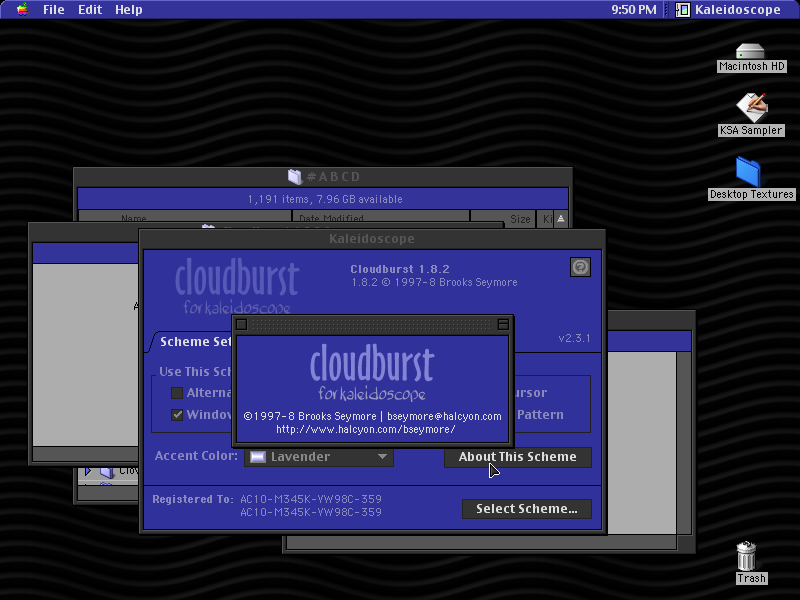 File Edit Help
9:50 PM
Kaleidoscope
Macintosh HD
KSA Sampler
Desktop Textures
#ABCD
1,191 items, 7.96 GB available
Name Date Modified Size Ki
Kaleidoscope
cloudburst
for kaleidoscope
Cloudburst 1.8.2
1.8.2 © 1997-8 Brooks Seymore
v2.3.1
Scheme Set
Use This Sch
Alterna
Window
ursor
Pattern
cloudburst
for kaleidoscope
©1997-8 Brooks Seymore | bseymore@halcyon.com
http://www.halcyon.com/bseymore/
Accent Color: Lavender
About This Scheme
Clo
Registered To: AC10-M345K-YW98C-359
AC10-M345K-YW98C-359
Select Scheme...
Trash